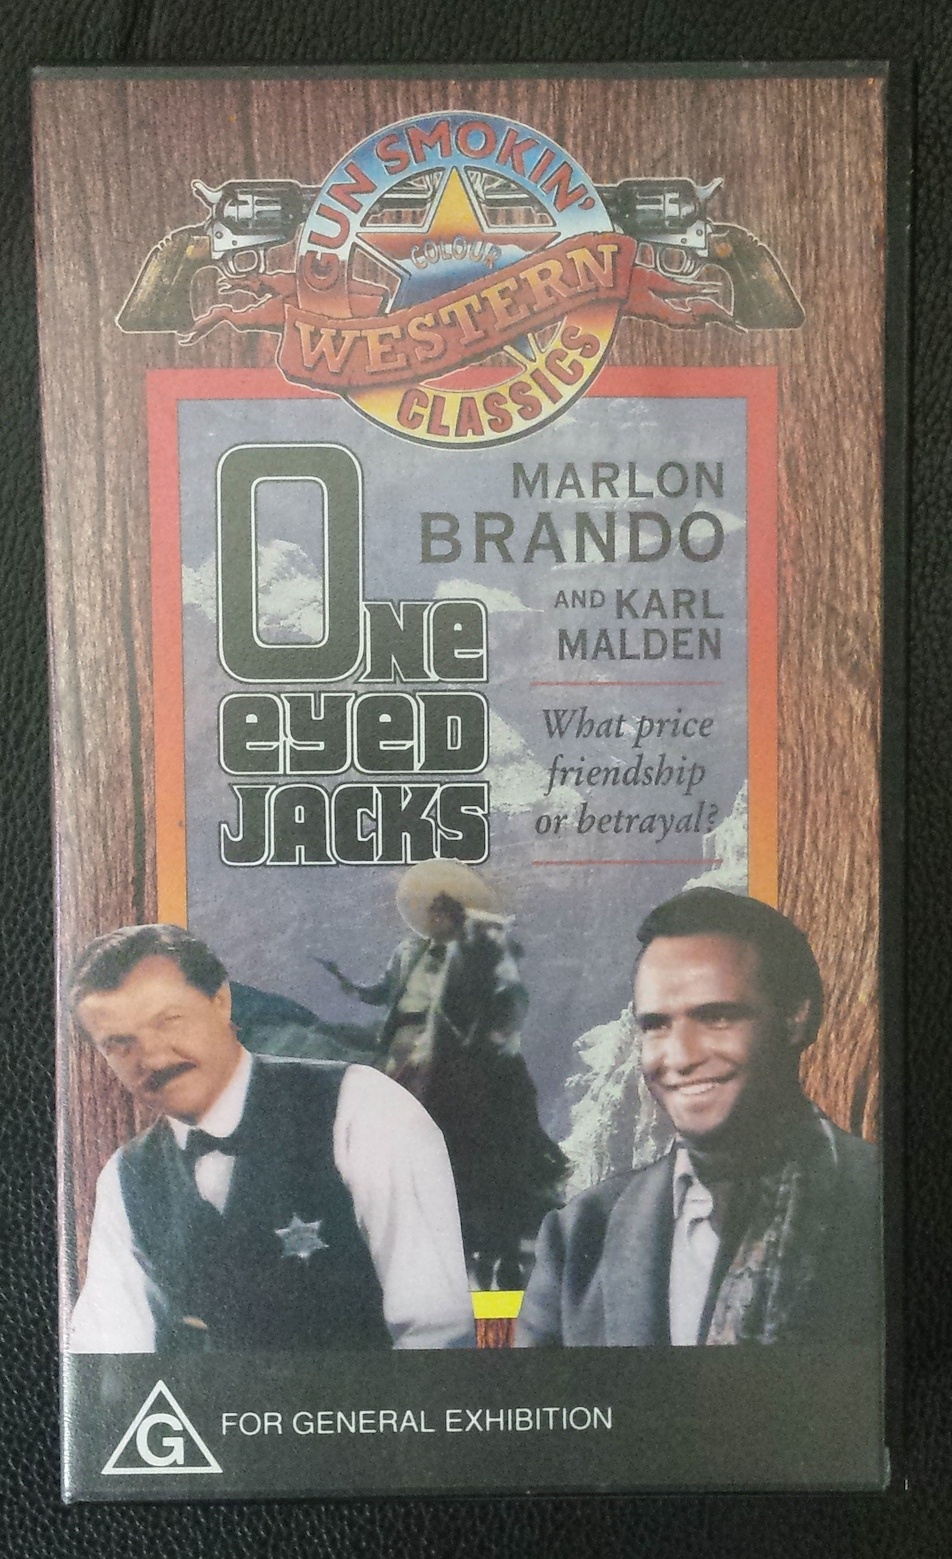 GUN SMOKIN'
COLOUR
WESTERN
CLASSICS
MARLON
BRANDO
AND KARL
MALDEN
One
eyed
JACKS
What price
friendship
or betrayal?
G FOR GENERAL EXHIBITION